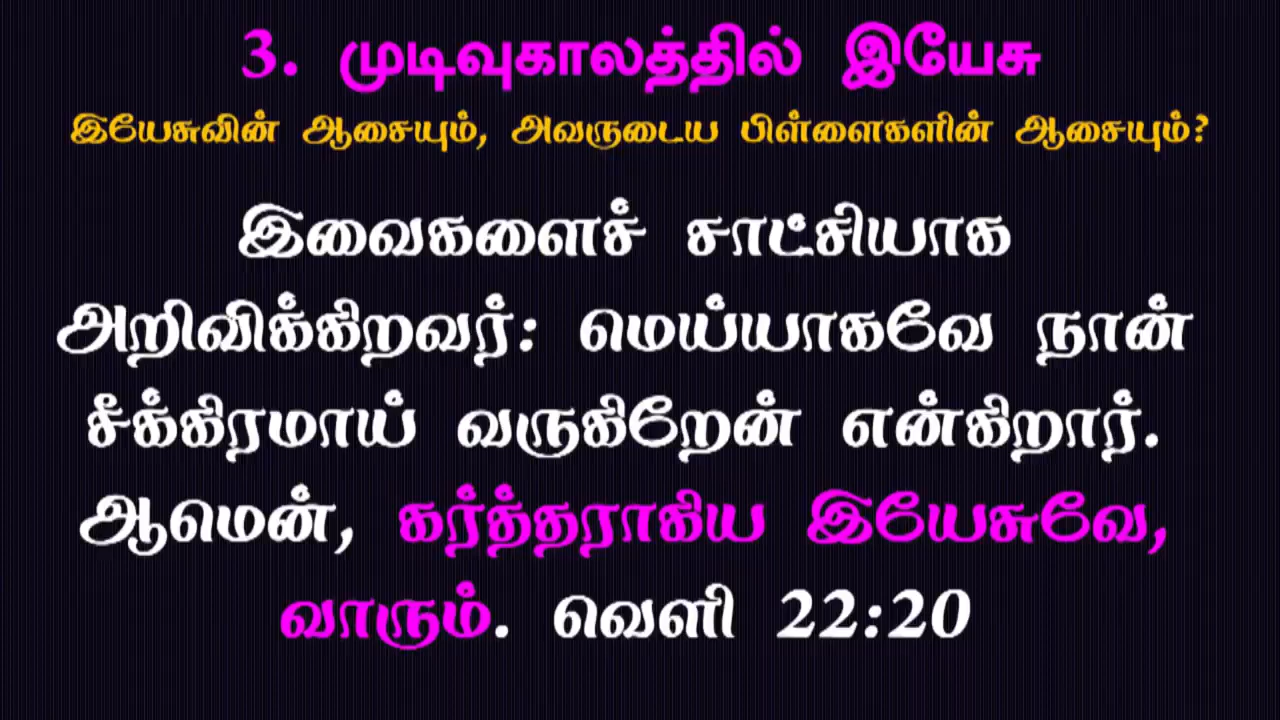 3. முடிவுகாலத்தில் இயேசு
இயேசுவின் ஆசையும், அவருடைய பிள்ளைகளின் ஆசையும்?
இவைகளைச் சாட்சியாக
அறிவிக்கிறவர்: மெய்யாகவே நான்
சீக்கிரமாய் வருகிறேன் என்கிறார்.
ஆமென், கர்த்தராகிய இயேசுவே,
வாரும். வெளி 22:20